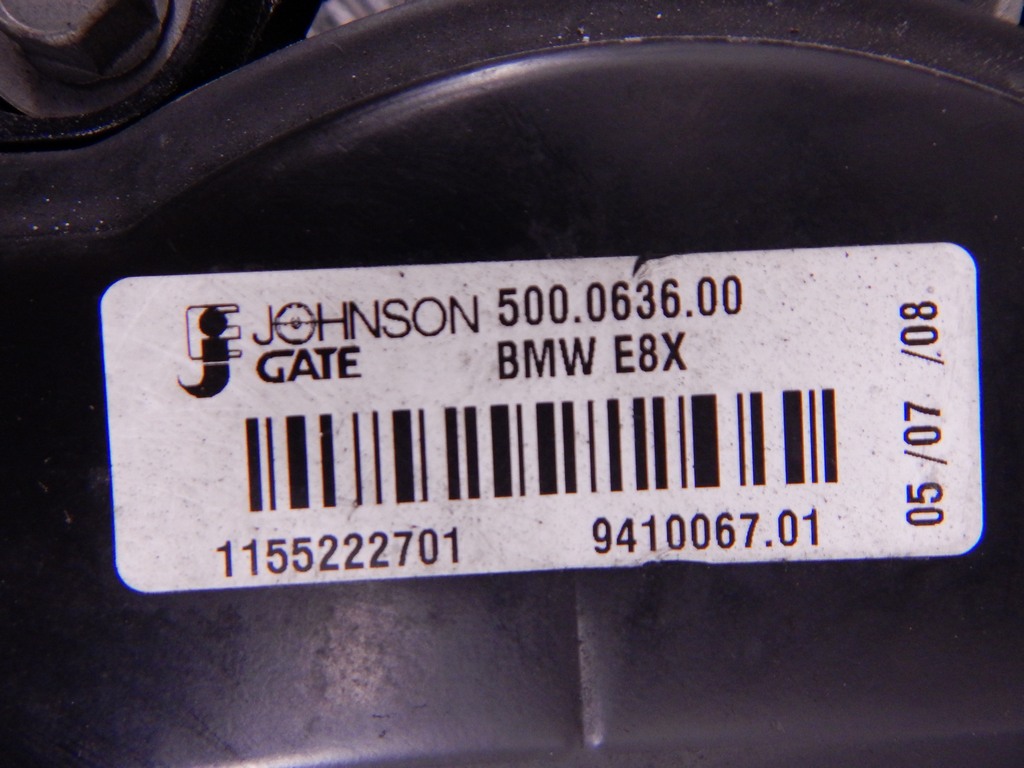 JOHNSON 500.0636.00
GATE BMW E8X
1155222701 9410067.01
05 /07 /08